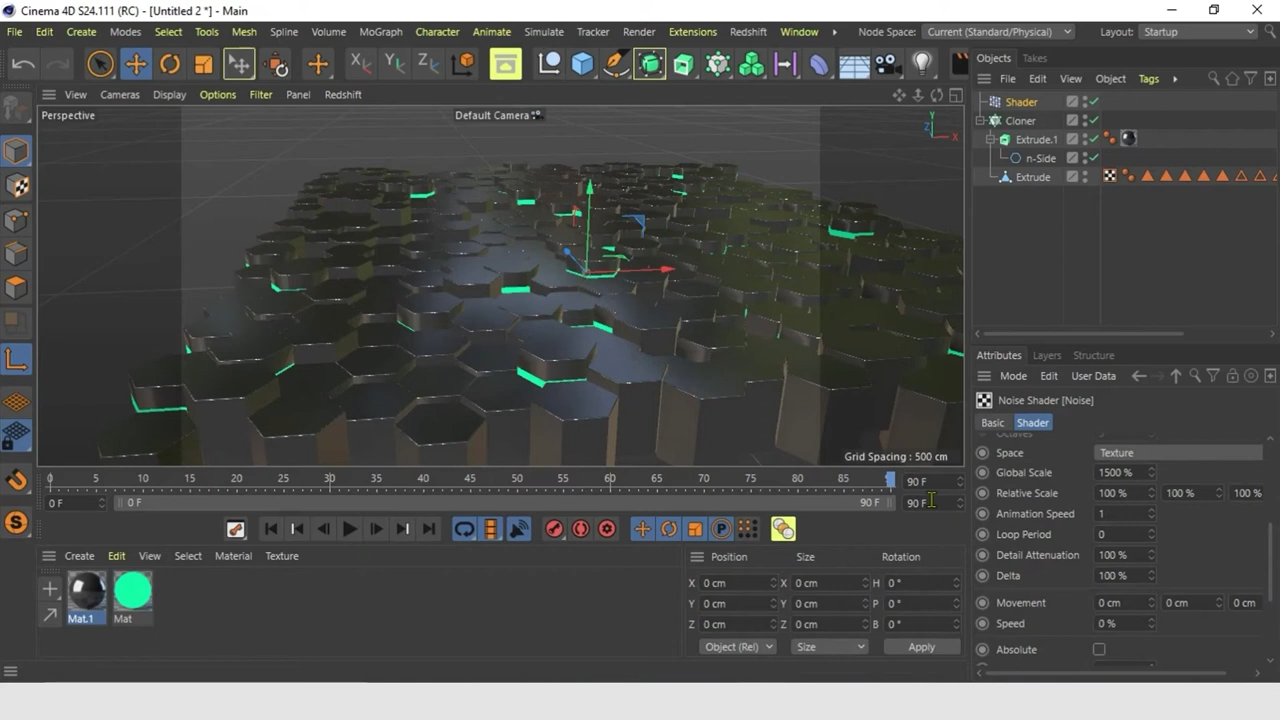 Cinema 4D S24.111 (RC) - [Untitled 2 *] - Main
File Edit Create Modes Select Tools Mesh Spline Volume MoGraph Character Animate Simulate Tracker Render Extensions Redshift Window Node Space: Current (Standard/Physical) Layout: Startup
Objects Takes
File Edit View Object Tags
View Cameras Display Options Filter Panel Redshift
Perspective
Default Camera
Y
Z
X
Shader
Cloner
Extrude.1
n-Side
Extrude
Grid Spacing : 500 cm
Attributes Layers Structure
Mode Edit User Data
Noise Shader [Noise]
Basic Shader
Space Texture
Global Scale 1500 %
Relative Scale 100 % 100 % 100 %
Animation Speed 1
Loop Period 0
Detail Attenuation 100 %
Delta 100 %
Movement 0 cm 0 cm 0 cm
Speed 0 %
Absolute
0 5 10 15 20 25 30 35 40 45 50 55 60 65 70 75 80 85 90 F
0 F 0 F 90 F 90 F
Create Edit View Select Material Texture
Mat.1 Mat
Position Size Rotation
X 0 cm X 0 cm H 0 °
Y 0 cm Y 0 cm P 0 °
Z 0 cm Z 0 cm B 0 °
Object (Rel) Size Apply